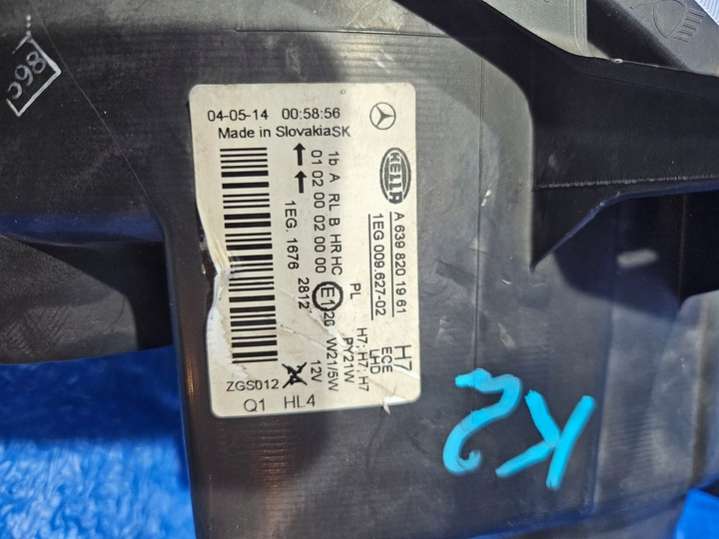 86c
04-05-14 00:58:56
Made in SlovakiaSK
HELLA
A 639 820 19 61
1EG 009.627-02
1b A RL B HR HC PL
01 02 00 02 00 00
1EG. 1676 2812
E1
H7
ECE
LHD
H7; H7; H7
PY21W
W21/5W
12V
ZGS012
Q1 HL4
K2